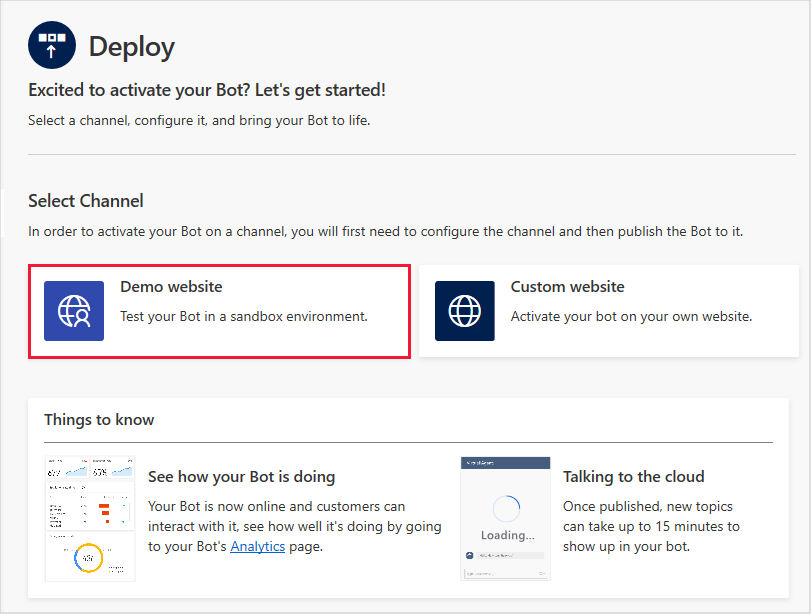 Deploy
Excited to activate your Bot? Let's get started!
Select a channel, configure it, and bring your Bot to life.
Select Channel
In order to activate your Bot on a channel, you will first need to configure the channel and then publish the Bot to it.
Demo website
Test your Bot in a sandbox environment.
Custom website
Activate your bot on your own website.
Things to know
See how your Bot is doing
Your Bot is now online and customers can
interact with it, see how well it's doing by going
to your Bot's Analytics page.
Loading...
Talking to the cloud
Once published, new topics
can take up to 15 minutes to
show up in your bot.